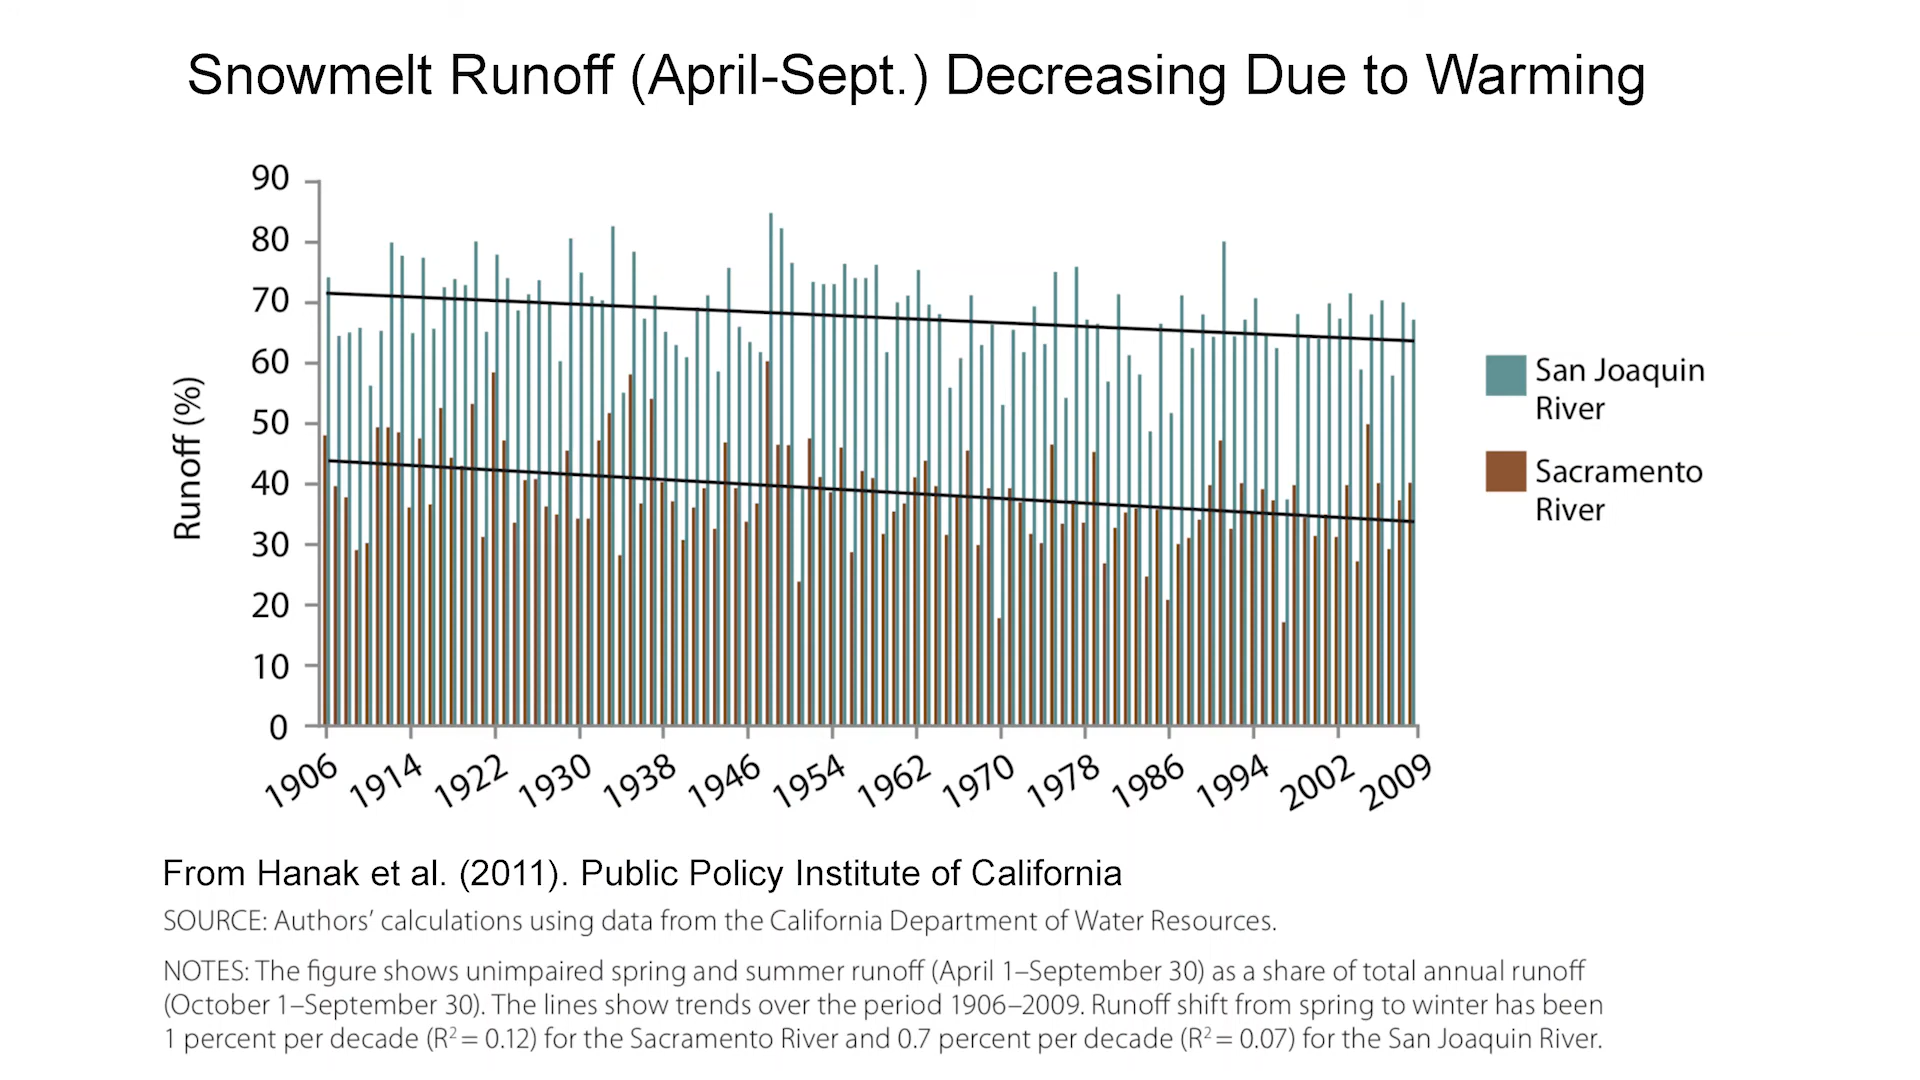 Snowmelt Runoff (April-Sept.) Decreasing Due to Warming
90
80
70
60
50
40
30
20
10
0
Runoff (%)
1906
1914
1922
1930
1938
1946
1954
1962
1970
1978
1986
1994
2002
2009
San Joaquin
River
Sacramento
River
From Hanak et al. (2011). Public Policy Institute of California
SOURCE: Authors’ calculations using data from the California Department of Water Resources.
NOTES: The figure shows unimpaired spring and summer runoff (April 1–September 30) as a share of total annual runoff
(October 1–September 30). The lines show trends over the period 1906–2009. Runoff shift from spring to winter has been
1 percent per decade (R² = 0.12) for the Sacramento River and 0.7 percent per decade (R² = 0.07) for the San Joaquin River.